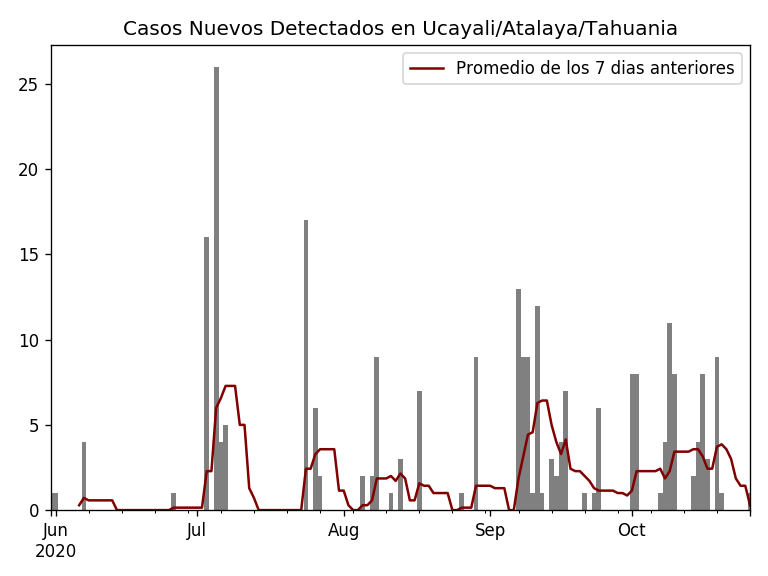 Casos Nuevos Detectados en Ucayali/Atalaya/Tahuania
Promedio de los 7 dias anteriores
25
20
15
10
5
0
Jun Jul Aug Sep Oct
2020